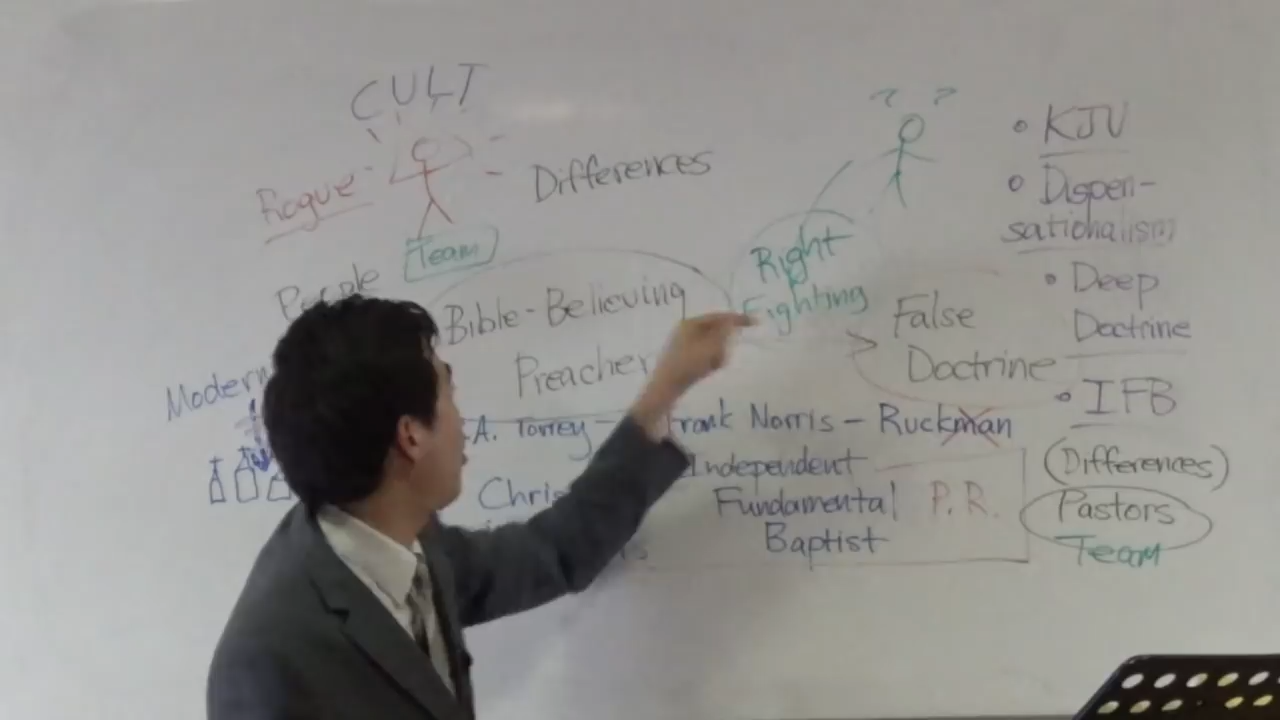 CULT
Rogue
Differences
Team
People
Bible-Believing
Preacher
Modern
A. Torrey - Frank Norris - Ruckman
Independent
Fundamental
Baptist
P.R.
? ?
Right
Fighting
False
Doctrine
• KJV
• Dispen-
sationalism
• Deep
Doctrine
• IFB
(Differences)
Pastors
Team